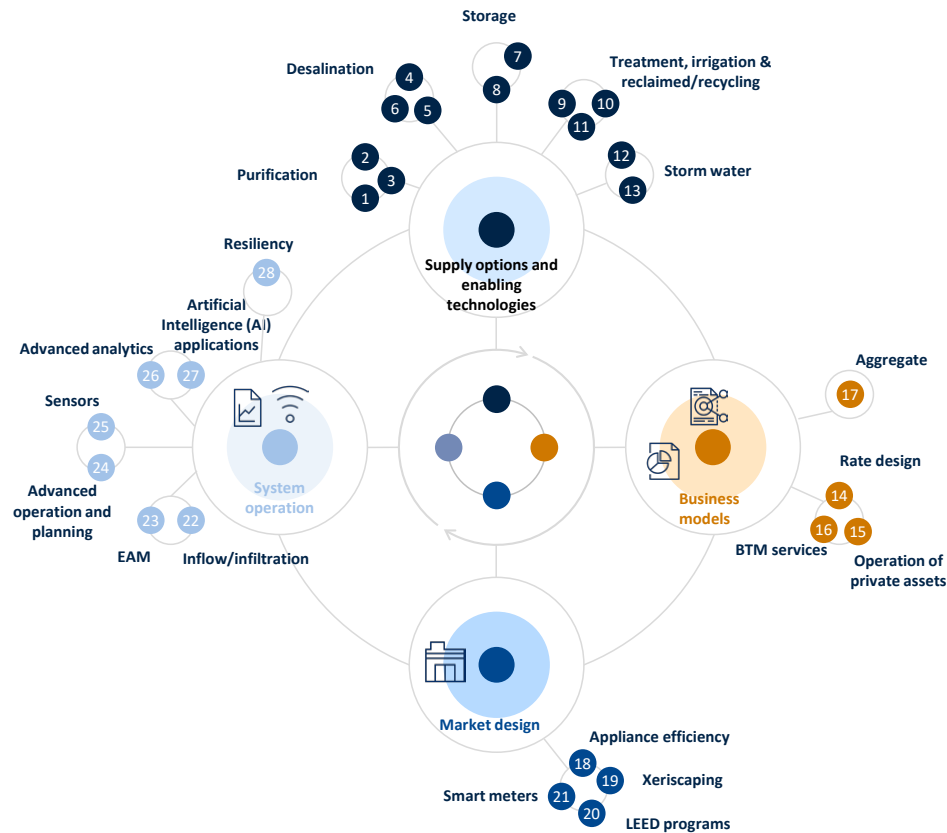 Storage
7
8
Desalination
4
6
5
Treatment, irrigation &
reclaimed/recycling
9
10
11
Purification
2
3
1
Storm water
12
13
Supply options and
enabling
technologies
Resiliency
28
Artificial
Intelligence (AI)
applications
Advanced analytics
26
27
Sensors
25
24
Advanced
operation and
planning
23
22
EAM
Inflow/infiltration
System
operation
Aggregate
17
Rate design
14
16
15
BTM services
Operation of
private assets
Business
models
Market design
Appliance efficiency
18
19
Xeriscaping
Smart meters
21
20
LEED programs